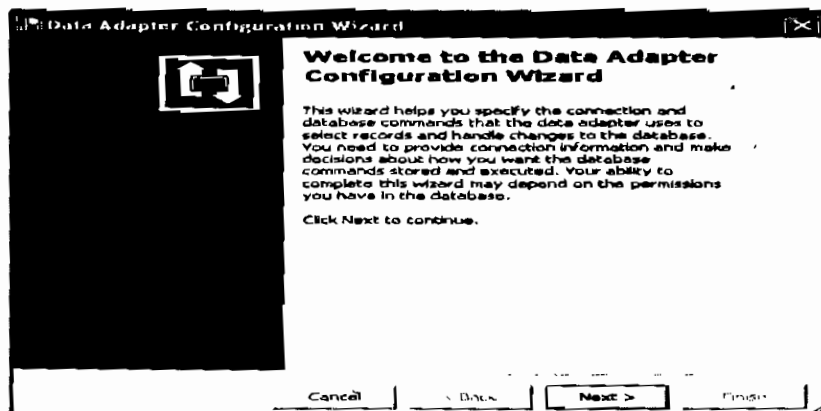 Data Adapter Configuration Wizard
Welcome to the Data Adapter
Configuration Wizard
This wizard helps you specify the connection and
database commands that the data adapter uses to
select records and handle changes to the database.
You need to provide connection information and make
decisions about how you want the database
commands stored and executed. Your ability to
complete this wizard may depend on the permissions
you have in the database.
Click Next to continue.
Cancel < Back Next > Finish